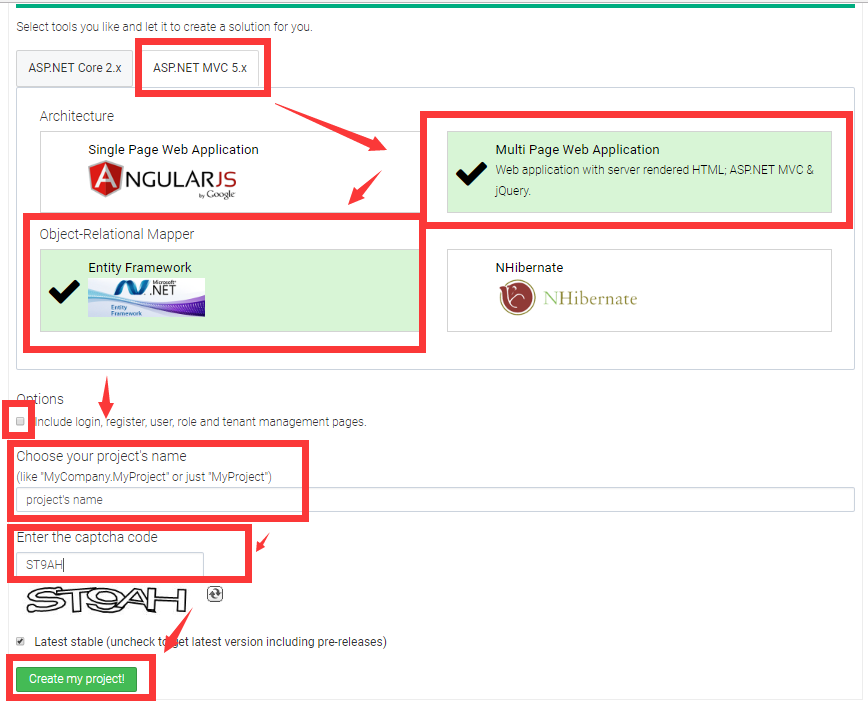 Select tools you like and let it to create a solution for you.
ASP.NET Core 2.x
ASP.NET MVC 5.x
Architecture
Single Page Web Application
ANGULARJS
by Google
Multi Page Web Application
Web application with server rendered HTML; ASP.NET MVC &
jQuery.
Object-Relational Mapper
Entity Framework
Microsoft
.NET
Entity
Framework
NHibernate
NHibernate
Options
Include login, register, user, role and tenant management pages.
Choose your project's name
(like "MyCompany.MyProject" or just "MyProject")
project's name
Enter the captcha code
ST9AH
ST9AH
Latest stable (uncheck to get latest version including pre-releases)
Create my project!